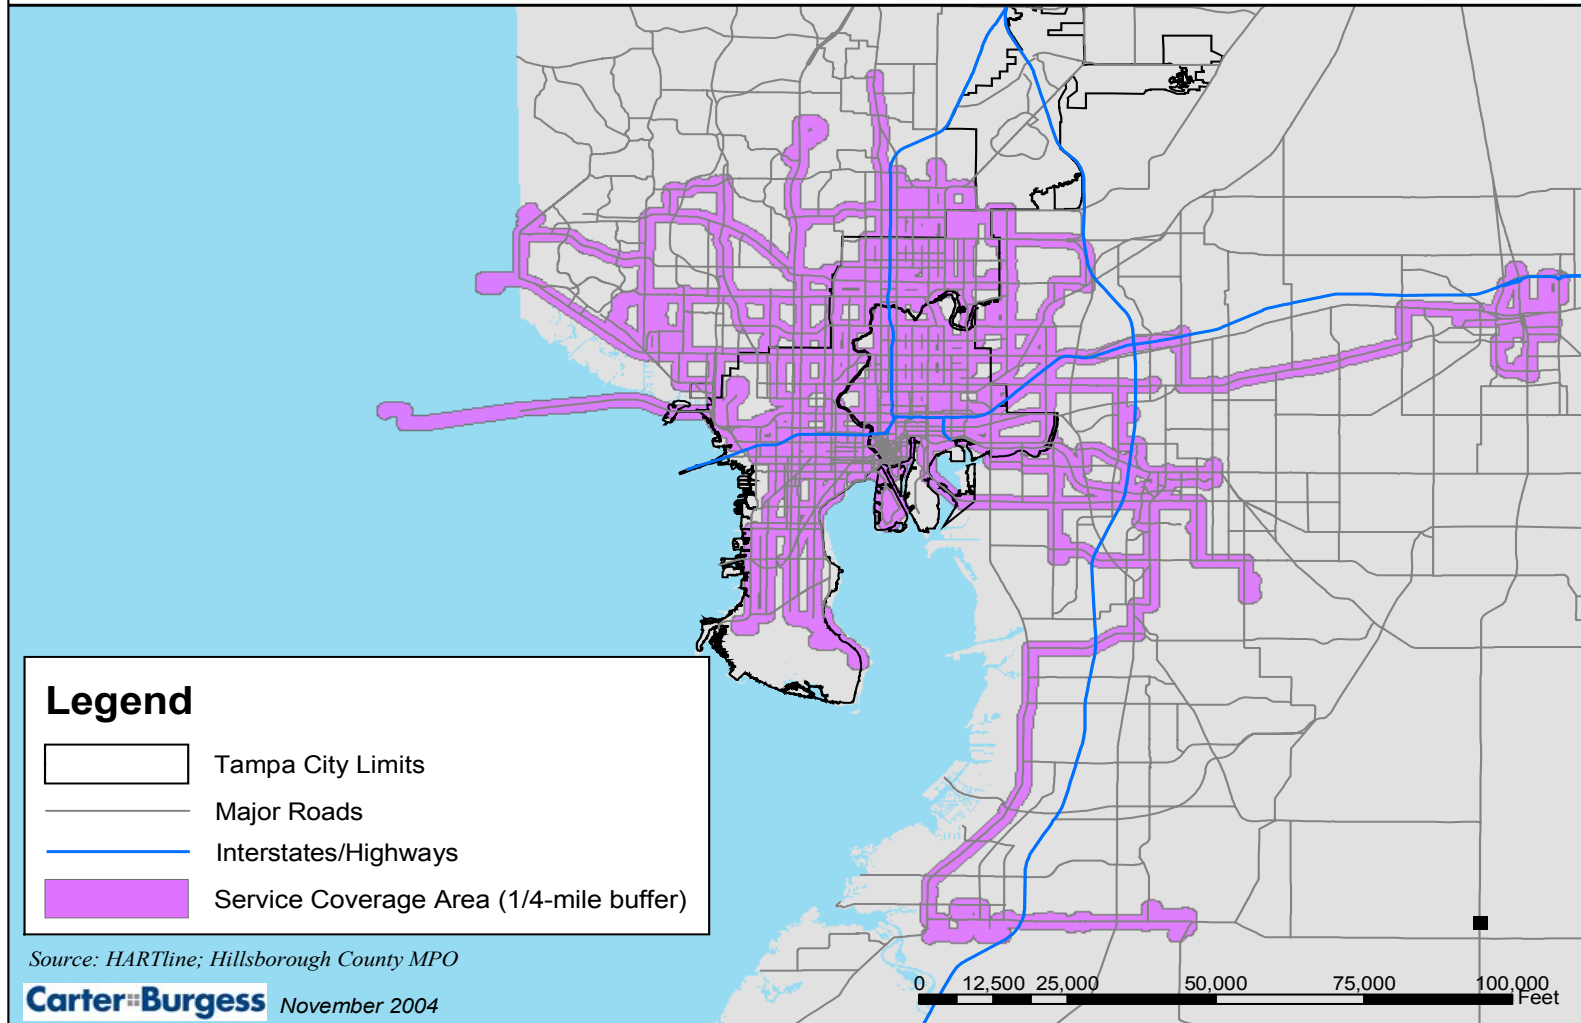 Legend
Tampa City Limits
Major Roads
Interstates/Highways
Service Coverage Area (1/4-mile buffer)
Source: HARTline; Hillsborough County MPO
Carter Burgess November 2004
0 12,500 25,000 50,000 75,000 100,000
Feet